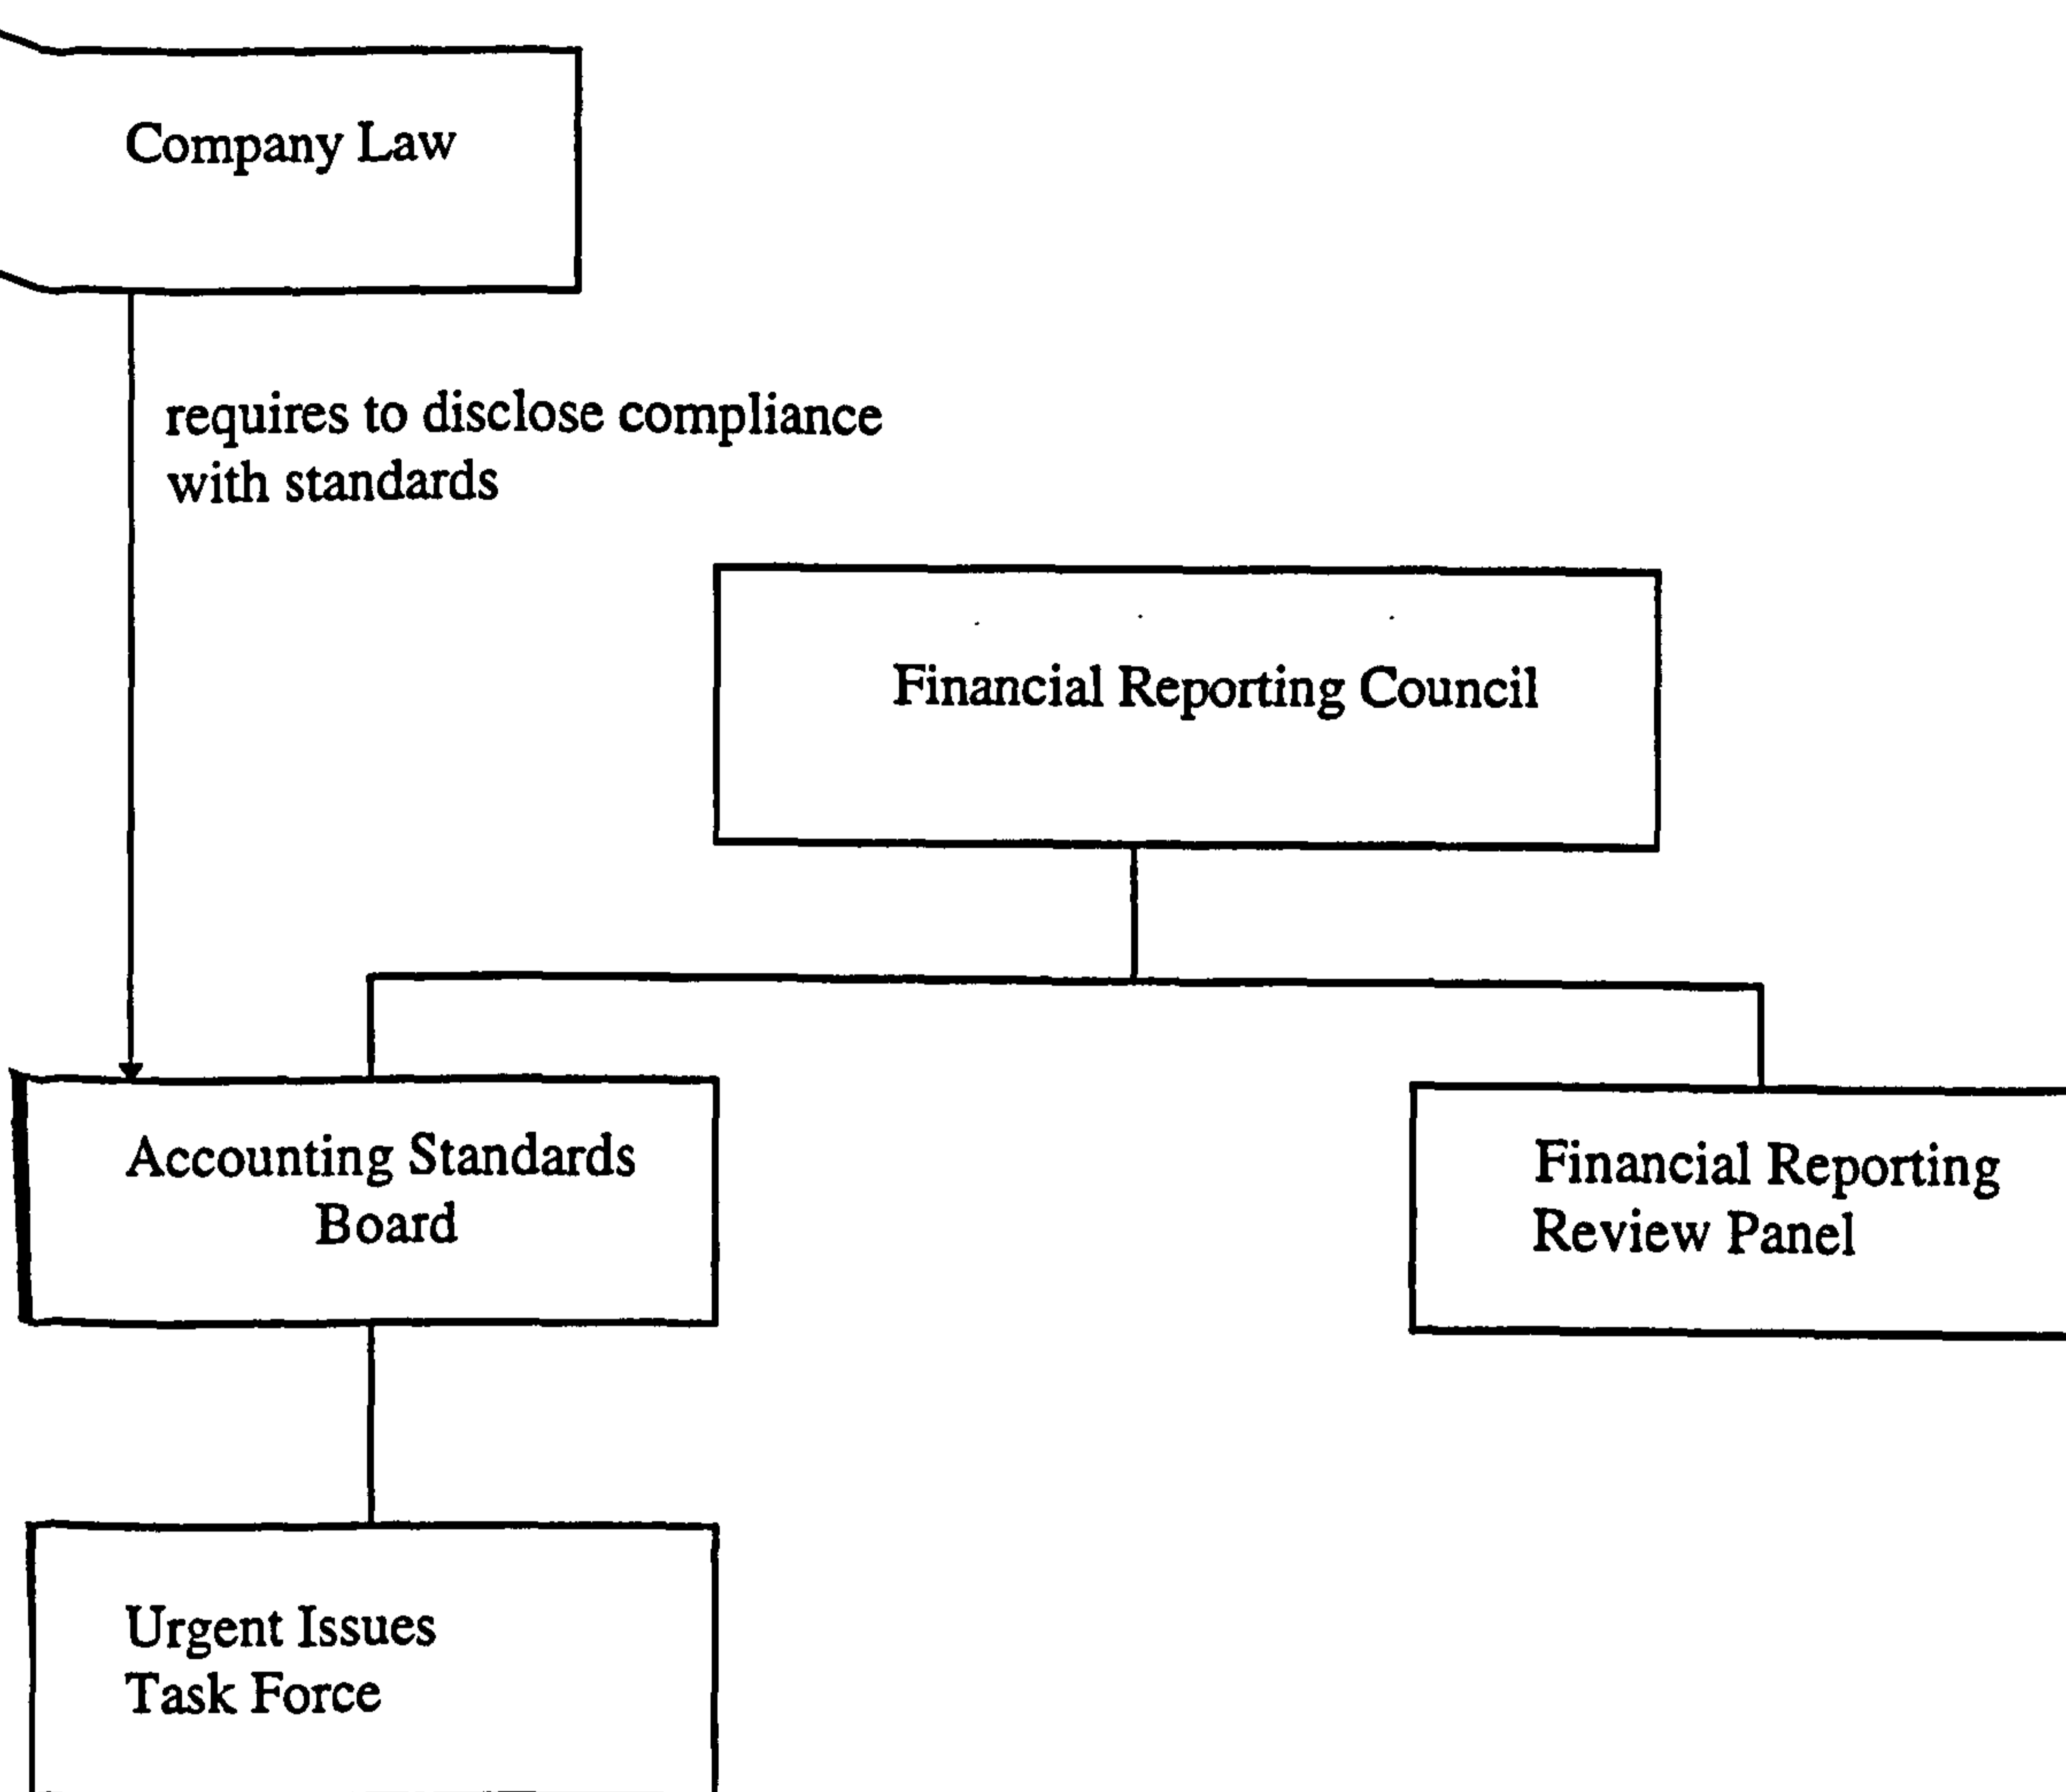 Company Law
requires to disclose compliance
with standards
Financial Reporting Council
Accounting Standards
Board
Financial Reporting
Review Panel
Urgent Issues
Task Force